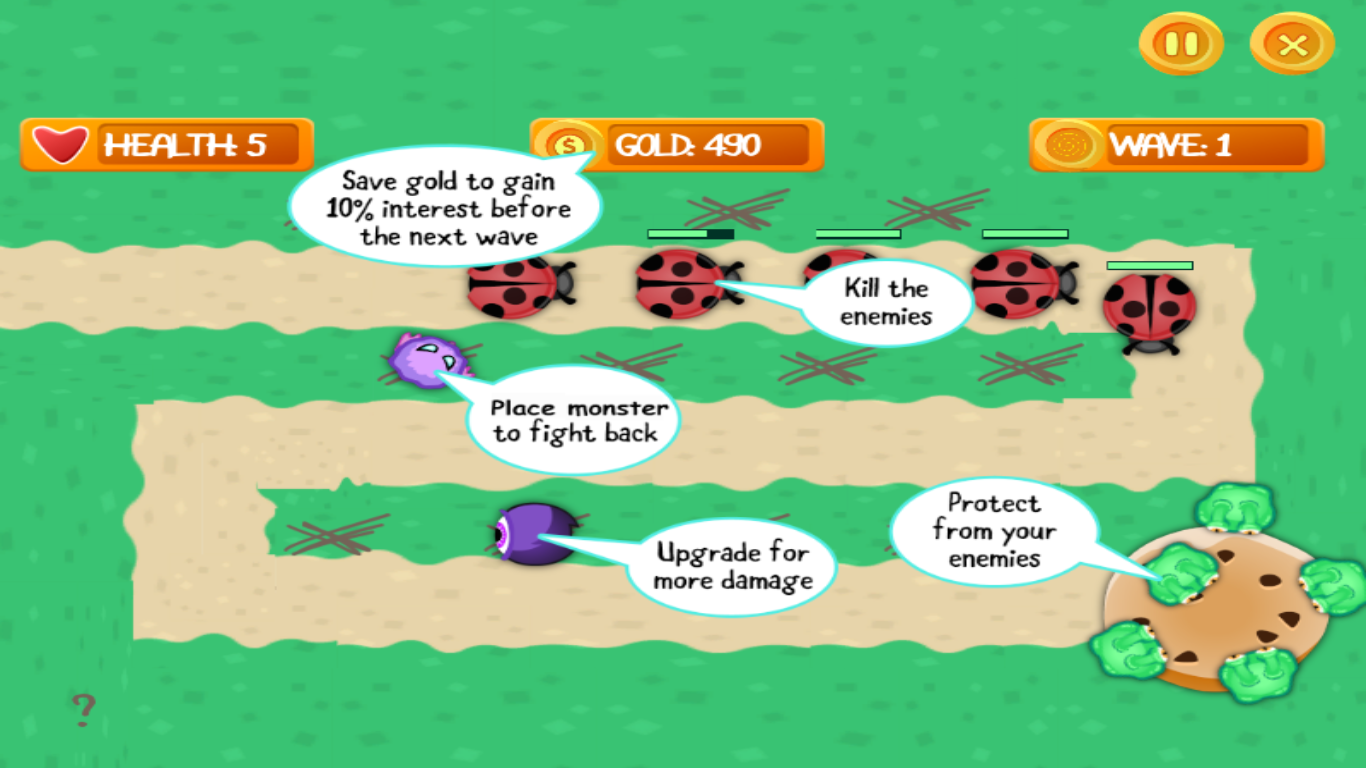 HEALTH: 5
GOLD: 490
WAVE: 1
Save gold to gain
10% interest before
the next wave
Kill the
enemies
Place monster
to fight back
Protect
from your
enemies
Upgrade for
more damage
?